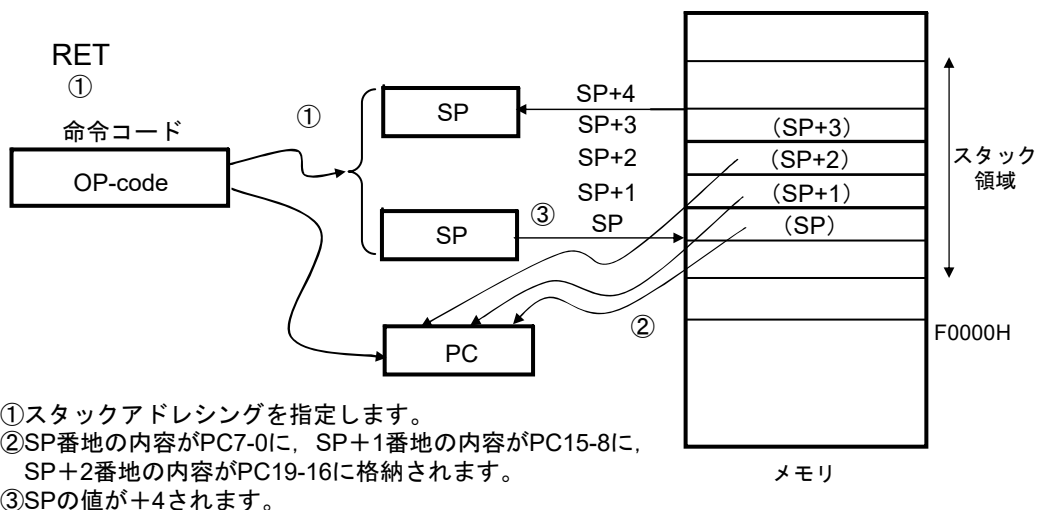 RET
①
命令コード
OP-code
①
SP
SP
③
PC
SP+4
SP+3
SP+2
SP+1
SP
（SP+3）
（SP+2）
（SP+1）
（SP）
②
スタック
領域
F0000H
メモリ
①スタックアドレシングを指定します。
②SP番地の内容がPC7-0に，SP＋1番地の内容がPC15-8に，
SP＋2番地の内容がPC19-16に格納されます。
③SPの値が＋4されます。